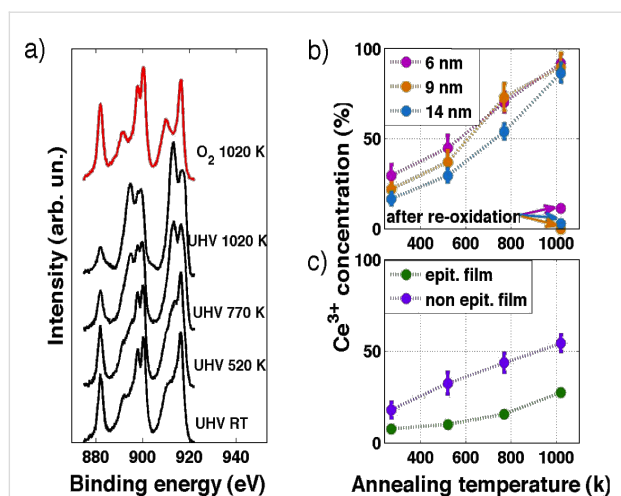 a)
Intensity (arb. un.)
O2 1020 K
UHV 1020 K
UHV 770 K
UHV 520 K
UHV RT
880 900 920 940
Binding energy (eV)
b)
100
50
0
6 nm
9 nm
14 nm
after re-oxidation
400 600 800 1000
Ce3+ concentration (%)
c)
100
50
0
epit. film
non epit. film
400 600 800 1000
Annealing temperature (k)